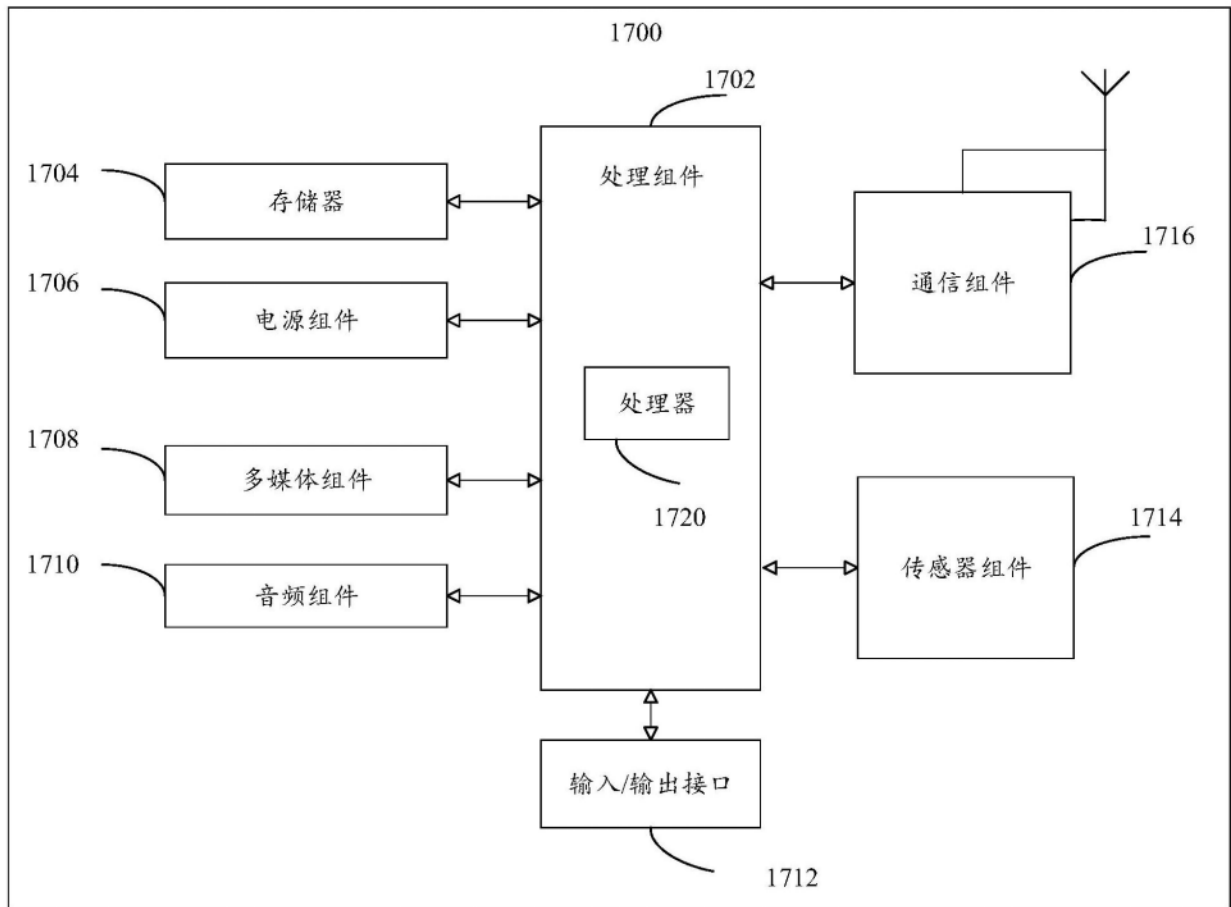 1700
1702
处理组件
1704
存储器
1716
通信组件
1706
电源组件
处理器
1720
1708
多媒体组件
1714
传感器组件
1710
音频组件
输入/输出接口
1712